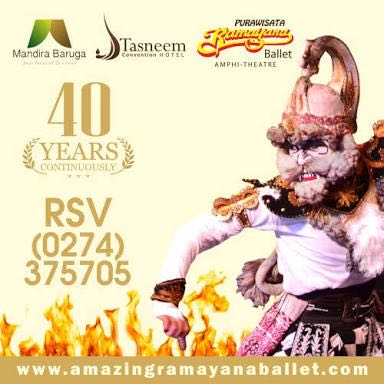 Mandira Baruga
Tasneem
Convention HOTEL
PURAWISATA
Ramayana
Ballet
AMPHI-THEATRE
40
YEARS
CONTINUOUSLY
RSV
(0274)
375705
www.amazingramayanaballet.com